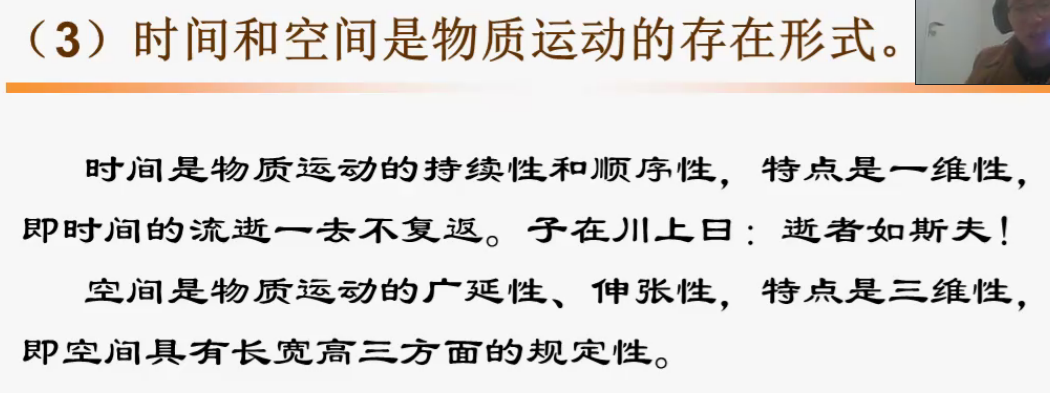 （3）时间和空间是物质运动的存在形式。
时间是物质运动的持续性和顺序性，特点是一维性，
即时间的流逝一去不复返。子在川上曰：逝者如斯夫！
空间是物质运动的广延性、伸张性，特点是三维性，
即空间具有长宽高三方面的规定性。